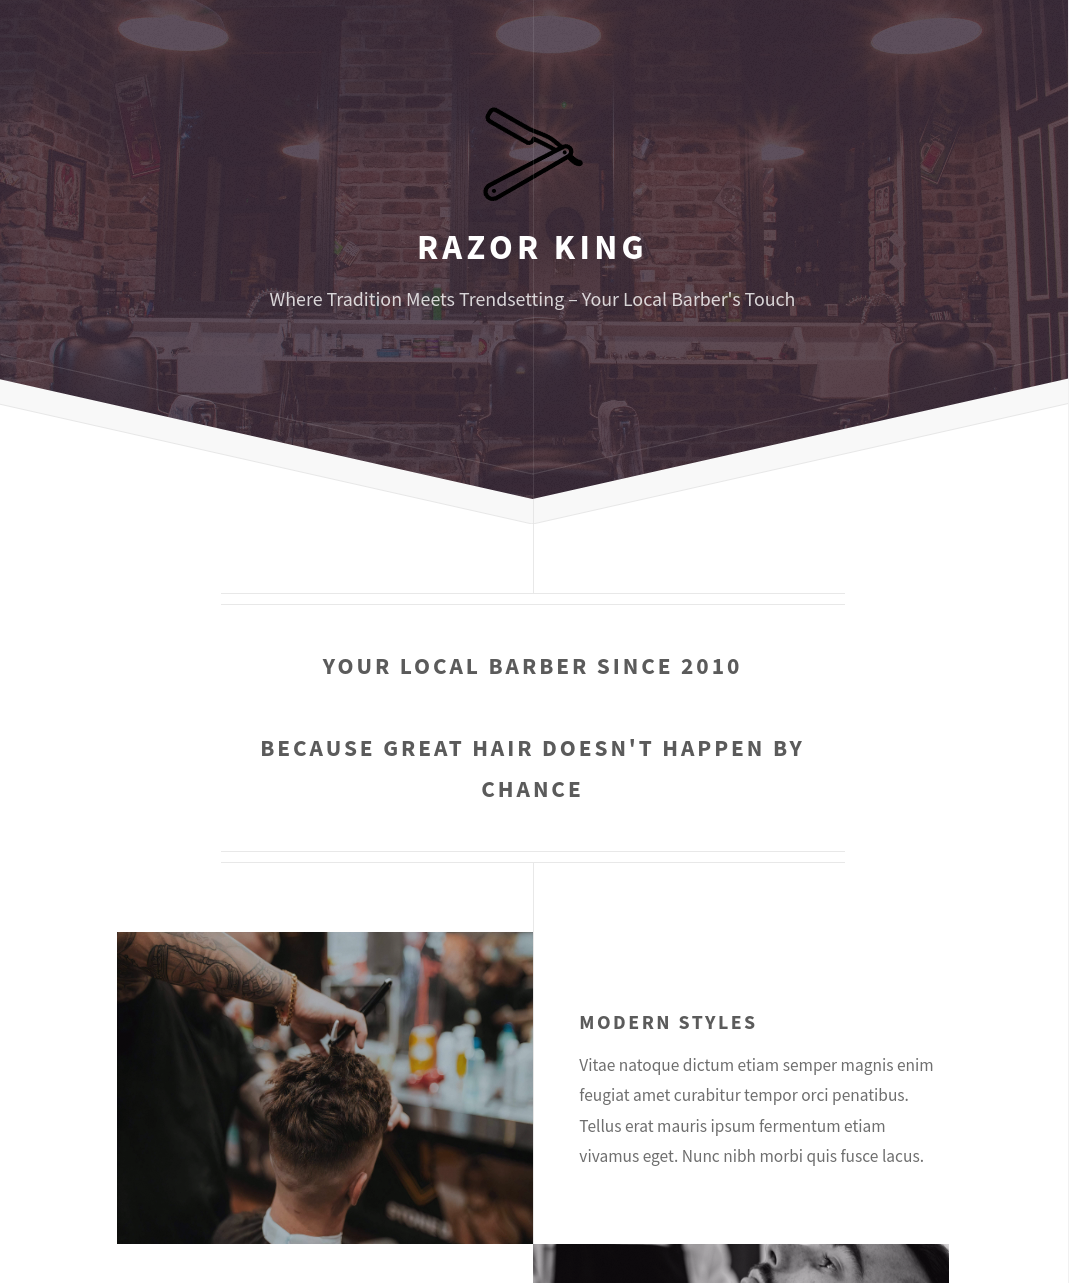 RAZOR KING
Where Tradition Meets Trendsetting – Your Local Barber's Touch
YOUR LOCAL BARBER SINCE 2010
BECAUSE GREAT HAIR DOESN'T HAPPEN BY
CHANCE
MODERN STYLES
Vitae natoque dictum etiam semper magnis enim
feugiat amet curabitur tempor orci penatibus.
Tellus erat mauris ipsum fermentum etiam
vivamus eget. Nunc nibh morbi quis fusce lacus.